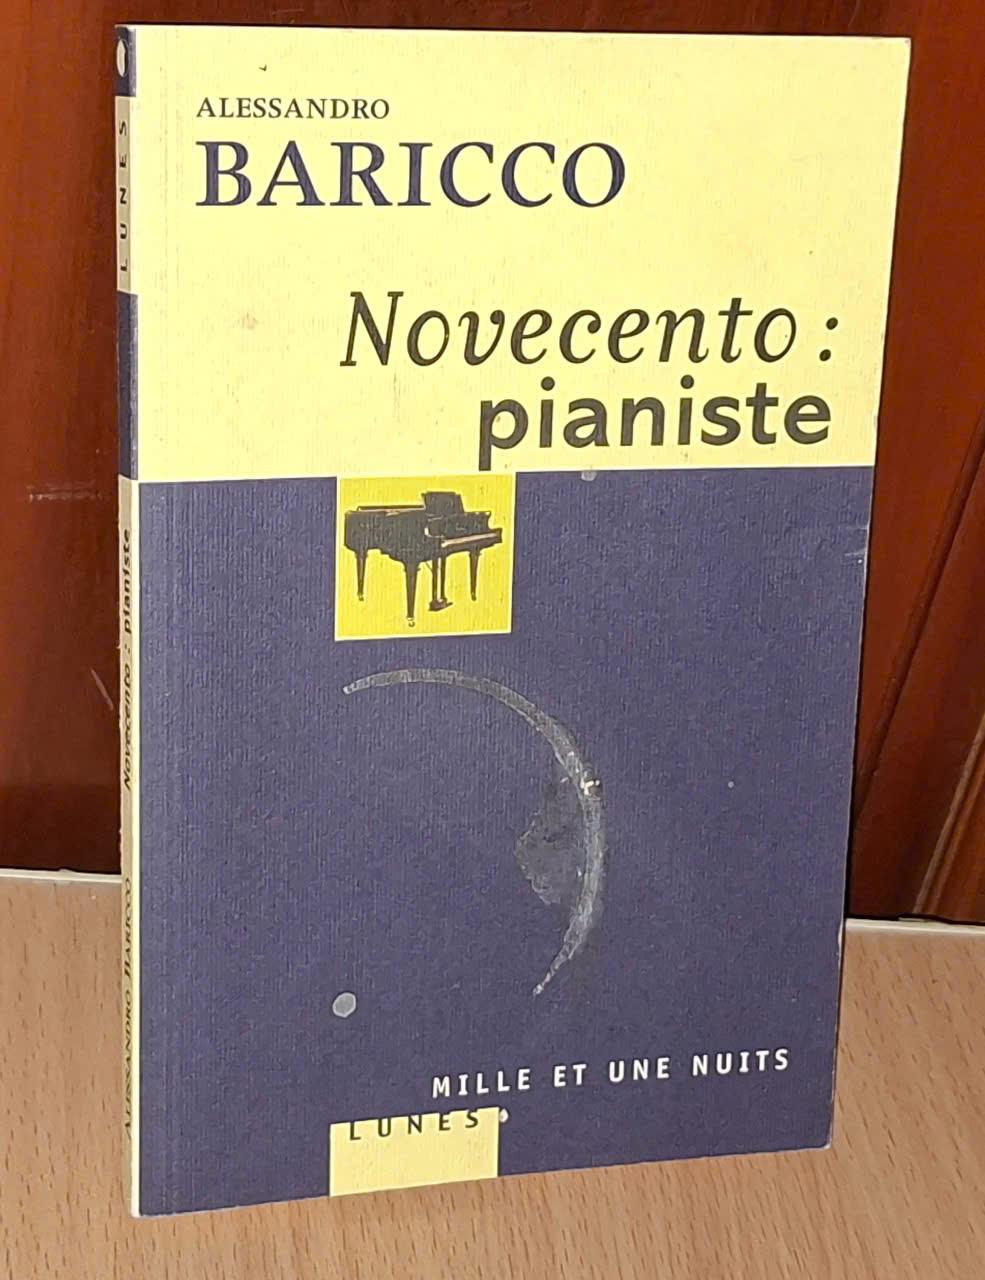 ALESSANDRO
BARICCO
Novecento :
pianiste
MILLE ET UNE NUITS
LUNES
LUNES
Novecento : pianiste
ALESSANDRO BARICCO